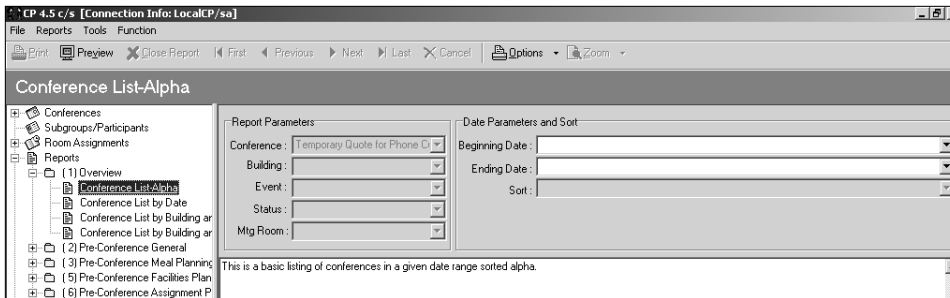 CP 4.5 c/s [Connection Info: LocalCP/sa]
File Reports Tools Function
Print Preview Close Report First Previous Next Last Cancel Options Zoom
Conference List-Alpha
Conferences
Subgroups/Participants
Room Assignments
Reports
(1) Overview
Conference List-Alpha
Conference List by Date
Conference List by Building ar
Conference List by Building ar
( 2) Pre-Conference General
( 3) Pre-Conference Meal Planning
( 5) Pre-Conference Facilities Plan
( 6) Pre-Conference Assignment P
Report Parameters
Conference : Temporary Quote for Phone C
Building :
Event :
Status :
Mtg Room :
Date Parameters and Sort
Beginning Date :
Ending Date :
Sort :
This is a basic listing of conferences in a given date range sorted alpha.